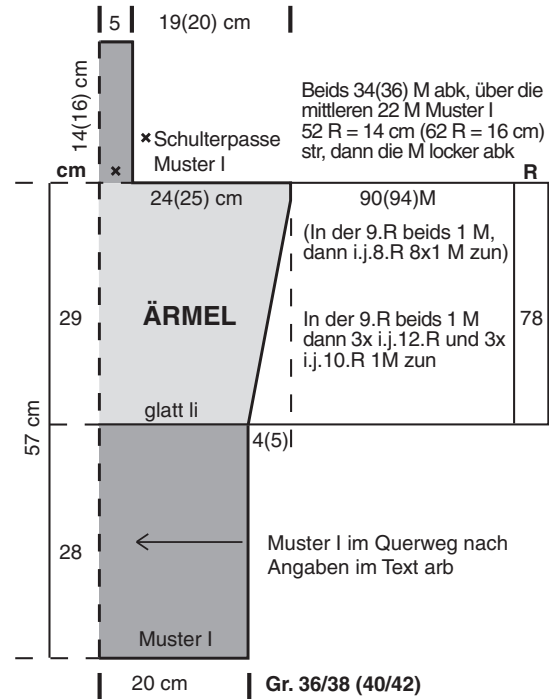 5
19(20) cm
14(16) cm
Beids 34(36) M abk, über die
mittleren 22 M Muster I
52 R = 14 cm (62 R = 16 cm)
str, dann die M locker abk
×Schulterpasse
Muster I
cm
×
R
24(25) cm
90(94)M
(In der 9.R beids 1 M,
dann i.j.8.R 8x1 M zun)
29
ÄRMEL
In der 9.R beids 1 M
dann 3x i.j.12.R und 3x
i.j.10.R 1M zun
78
57 cm
glatt li
4(5)
28
Muster I im Querweg nach
Angaben im Text arb
Muster I
20 cm
Gr. 36/38 (40/42)